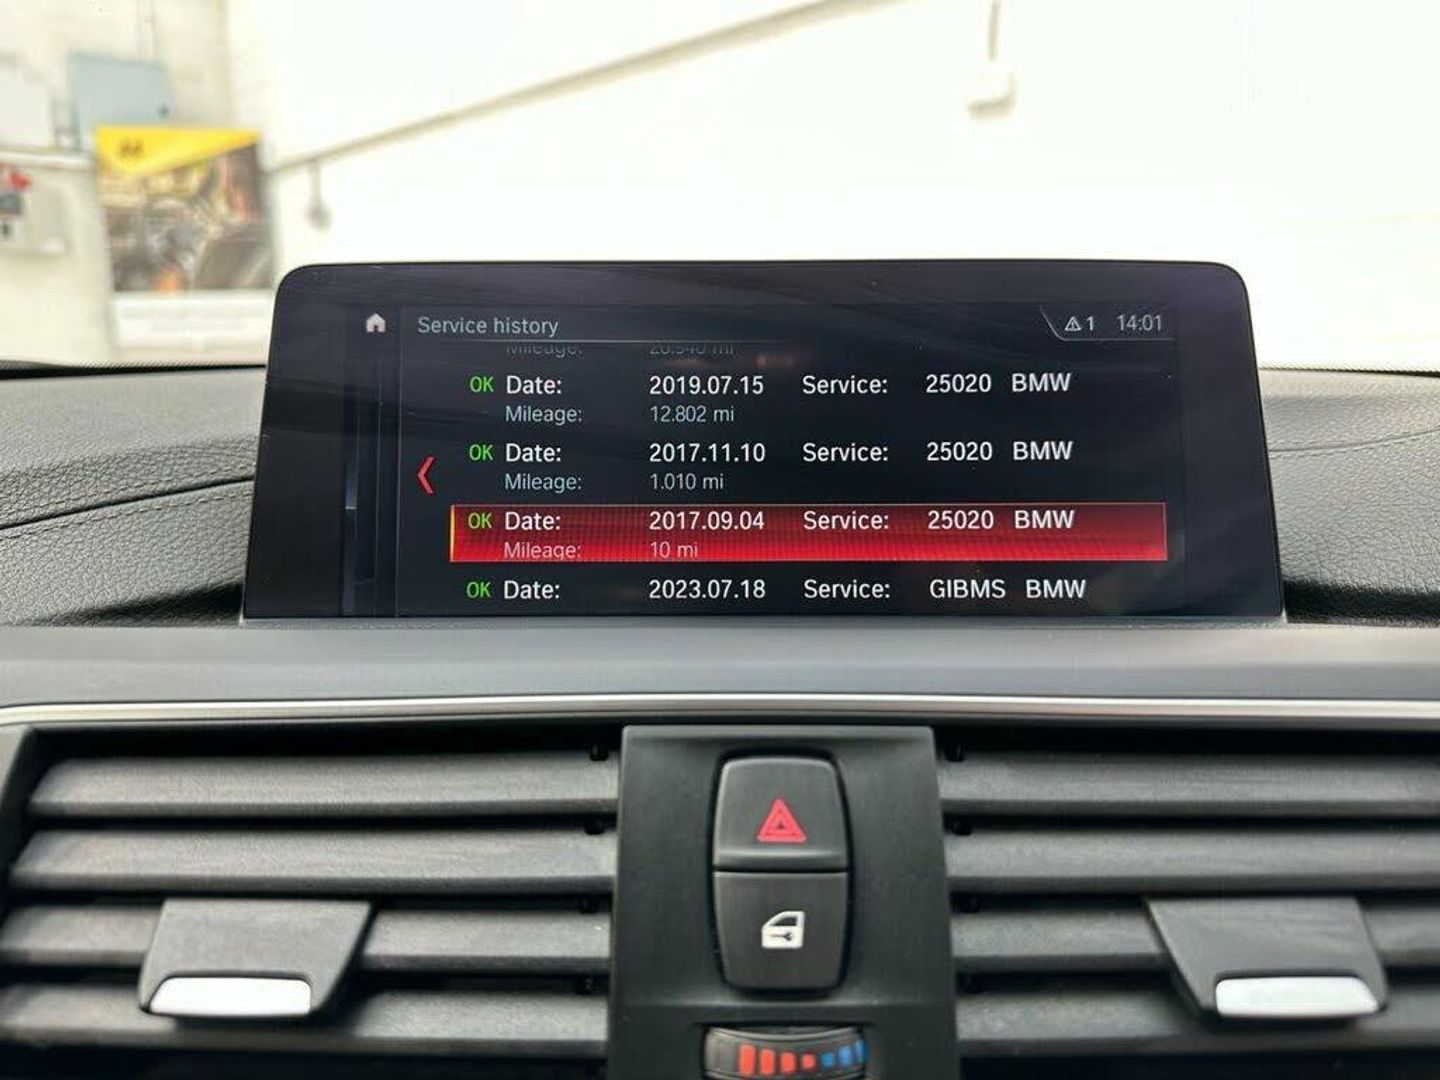 Service history
1 14:01
Mileage:
OK Date: 2019.07.15 Service: 25020 BMW
Mileage: 12.802 mi
OK Date: 2017.11.10 Service: 25020 BMW
Mileage: 1.010 mi
OK Date: 2017.09.04 Service: 25020 BMW
Mileage: 10 mi
OK Date: 2023.07.18 Service: GIBMS BMW